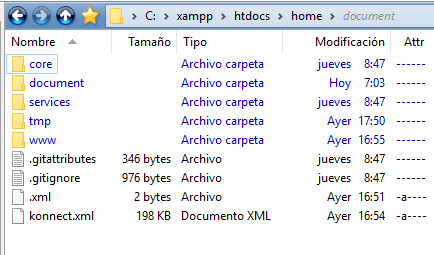 C: xampp htdocs home document
Nombre Tamaño Tipo Modificación Attr
core Archivo carpeta jueves 8:47 ------
document Archivo carpeta Hoy 7:03 ------
services Archivo carpeta jueves 8:47 ------
tmp Archivo carpeta Ayer 17:50 ------
www Archivo carpeta Ayer 16:55 ------
.gitattributes 346 bytes Archivo jueves 8:47 ------
.gitignore 976 bytes Archivo jueves 8:47 ------
.xml 2 bytes Archivo Ayer 16:51 -a----
konnect.xml 198 KB Documento XML Ayer 16:54 -a----